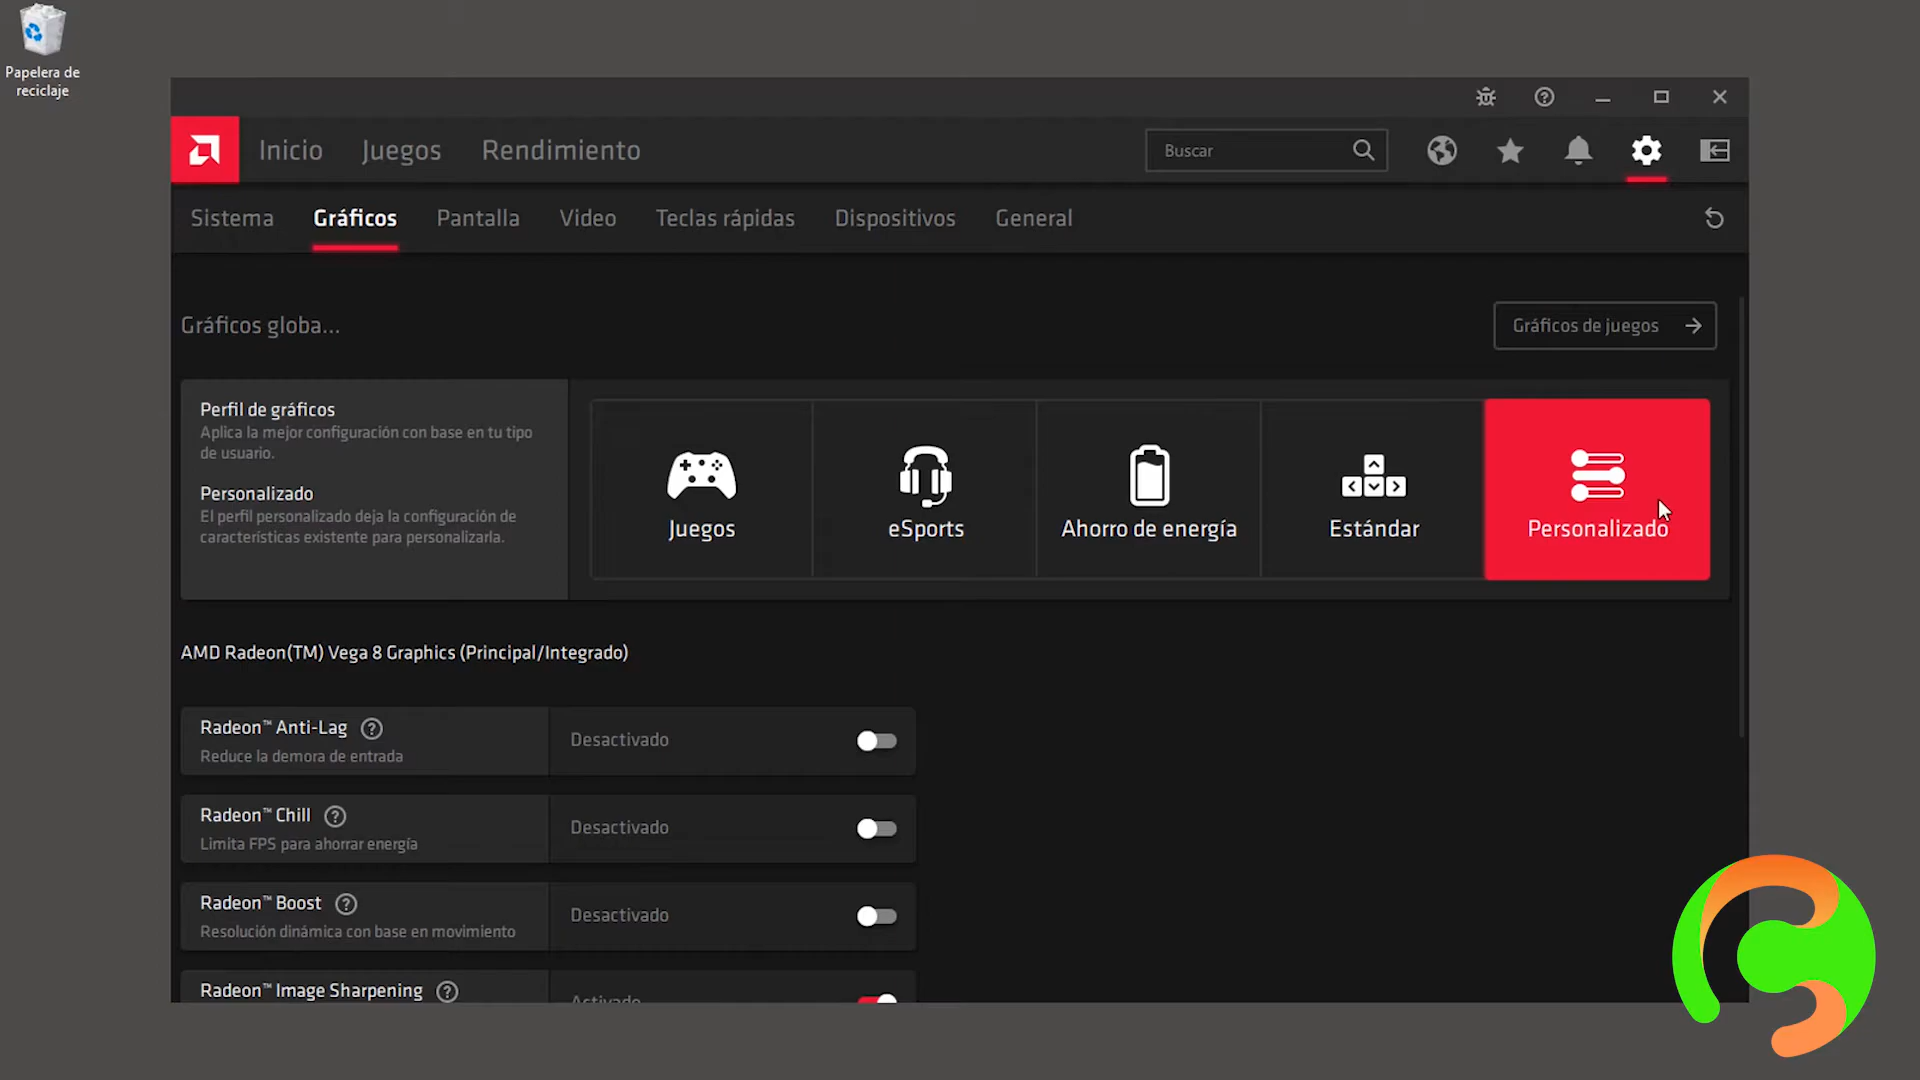 Papelera de
reciclaje
Inicio
Juegos
Rendimiento
Buscar
Sistema
Gráficos
Pantalla
Video
Teclas rápidas
Dispositivos
General
Gráficos globa...
Gráficos de juegos
Perfil de gráficos
Aplica la mejor configuración con base en tu tipo
de usuario.
Personalizado
El perfil personalizado deja la configuración de
características existente para personalizarla.
Juegos
eSports
Ahorro de energía
Estándar
Personalizado
AMD Radeon(TM) Vega 8 Graphics (Principal/Integrado)
Radeon™ Anti-Lag
Reduce la demora de entrada
Desactivado
Radeon™ Chill
Limita FPS para ahorrar energía
Desactivado
Radeon™ Boost
Resolución dinámica con base en movimiento
Desactivado
Radeon™ Image Sharpening
Activado